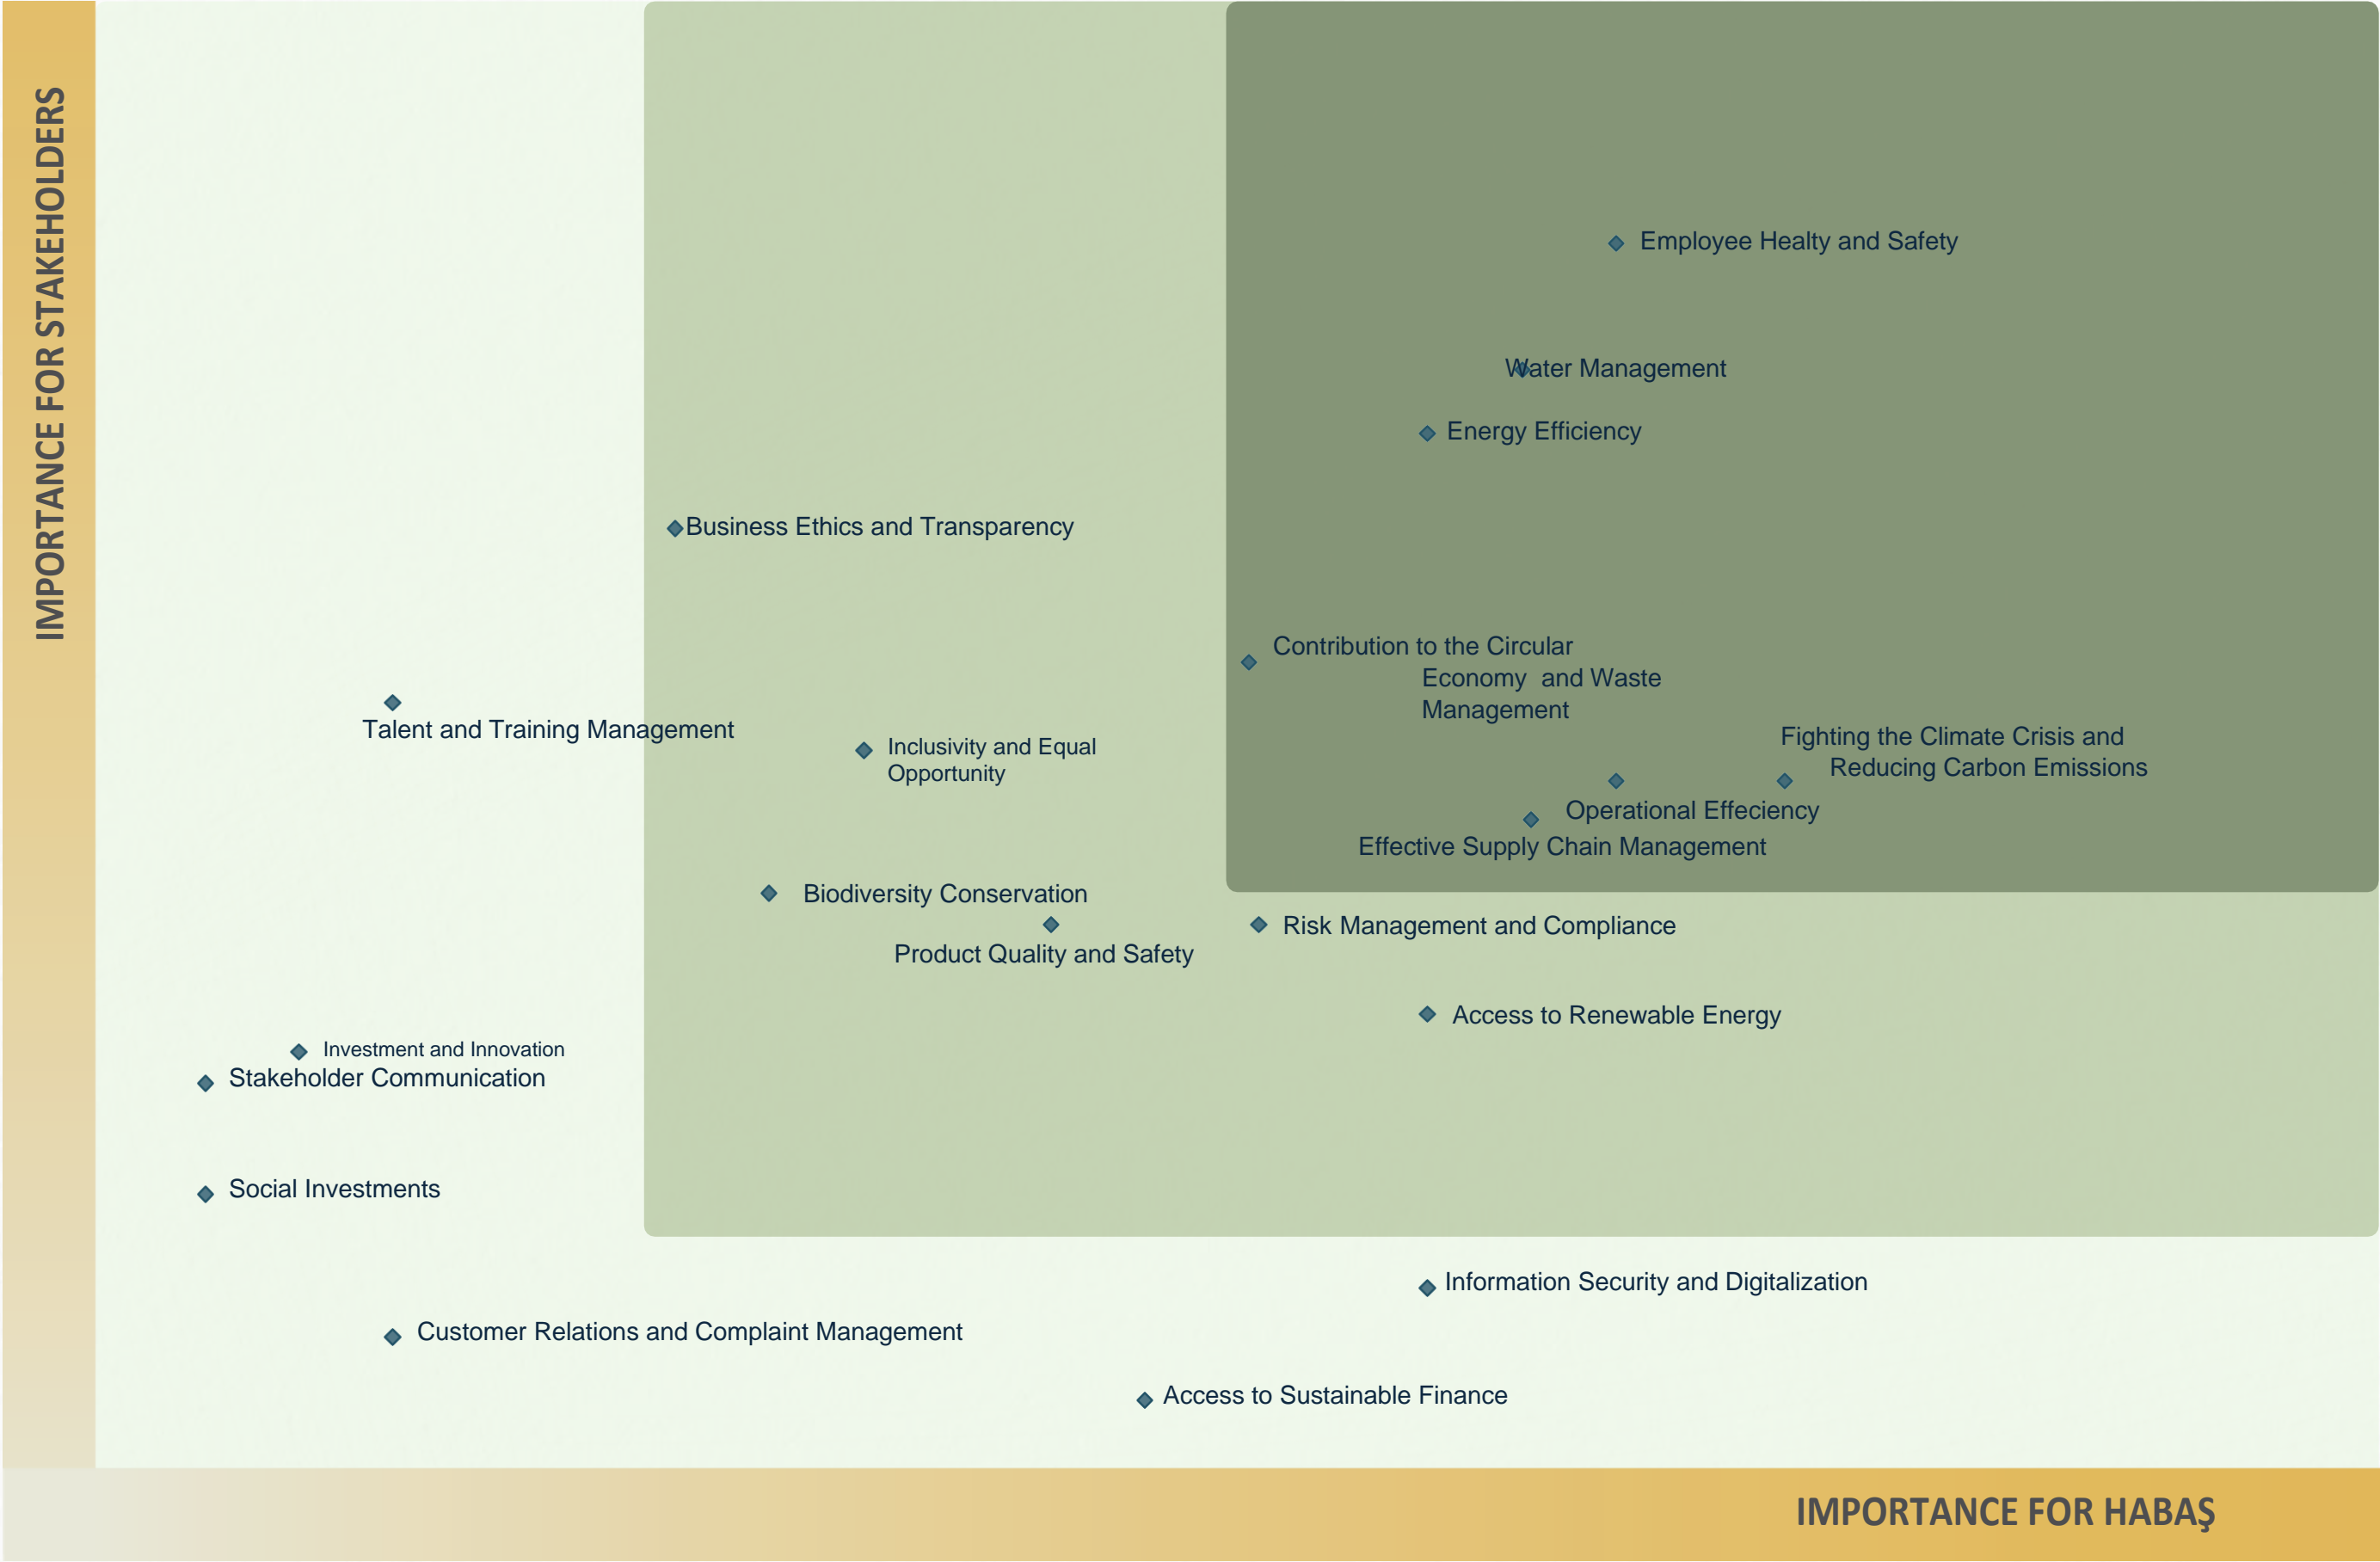 IMPORTANCE FOR STAKEHOLDERS
Employee Healty and Safety
Water Management
Energy Efficiency
Business Ethics and Transparency
Contribution to the Circular
Economy  and Waste
Management
Talent and Training Management
Inclusivity and Equal
Opportunity
Fighting the Climate Crisis and
Reducing Carbon Emissions
Operational Effeciency
Effective Supply Chain Management
Biodiversity Conservation
Product Quality and Safety
Risk Management and Compliance
Access to Renewable Energy
Investment and Innovation
Stakeholder Communication
Social Investments
Information Security and Digitalization
Customer Relations and Complaint Management
Access to Sustainable Finance
IMPORTANCE FOR HABAŞ